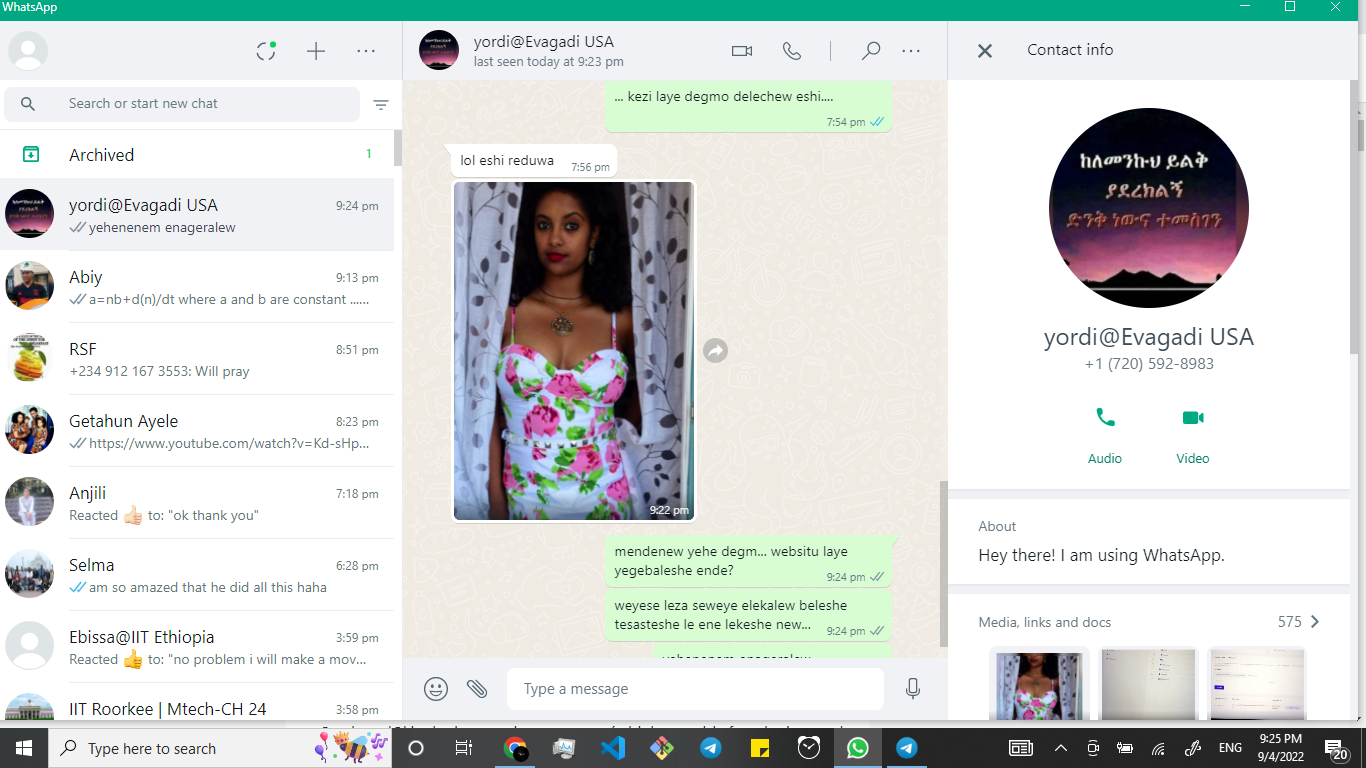 WhatsApp
Search or start new chat
Archived
1
yordi@Evagadi USA
9:24 pm
yehenenem enageralew
Abiy
9:13 pm
a=nb+d(n)/dt where a and b are constant ......
RSF
8:51 pm
+234 912 167 3553: Will pray
Getahun Ayele
8:23 pm
https://www.youtube.com/watch?v=Kd-sHp...
Anjili
7:18 pm
Reacted 👍🏻 to: "ok thank you"
Selma
6:28 pm
am so amazed that he did all this haha
Ebissa@IIT Ethiopia
3:59 pm
Reacted 👍 to: "no problem i will make a mov...
IIT Roorkee | Mtech-CH 24
3:58 pm
yordi@Evagadi USA
last seen today at 9:23 pm
... kezi laye degmo delechew eshi....
7:54 pm
lol eshi reduwa
7:56 pm
9:22 pm
mendenew yehe degm... websitu laye
yegebaleshe ende?
9:24 pm
weyese leza seweye elekalew beleshe
tesasteshe le ene lekeshe new...
9:24 pm
Type a message
Contact info
ከለመንኩህ ይልቅ
ያደረክልኝ
ድንቅ ነውና ተመስገን
yordi@Evagadi USA
+1 (720) 592-8983
Audio
Video
About
Hey there! I am using WhatsApp.
Media, links and docs
575
Type here to search
ENG
9:25 PM
9/4/2022
20